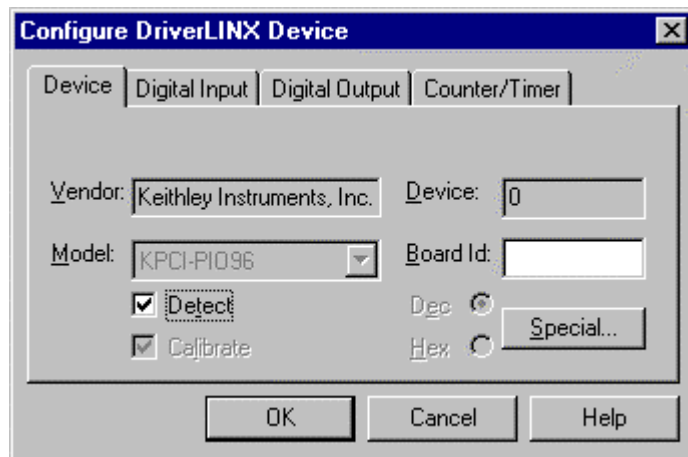 Configure DriverLINX Device
Device Digital Input Digital Output Counter/Timer
Vendor: Keithley Instruments, Inc. Device: 0
Model: KPCI-PIO96 Board Id:
Detect Dec
Special...
Calibrate Hex
OK Cancel Help